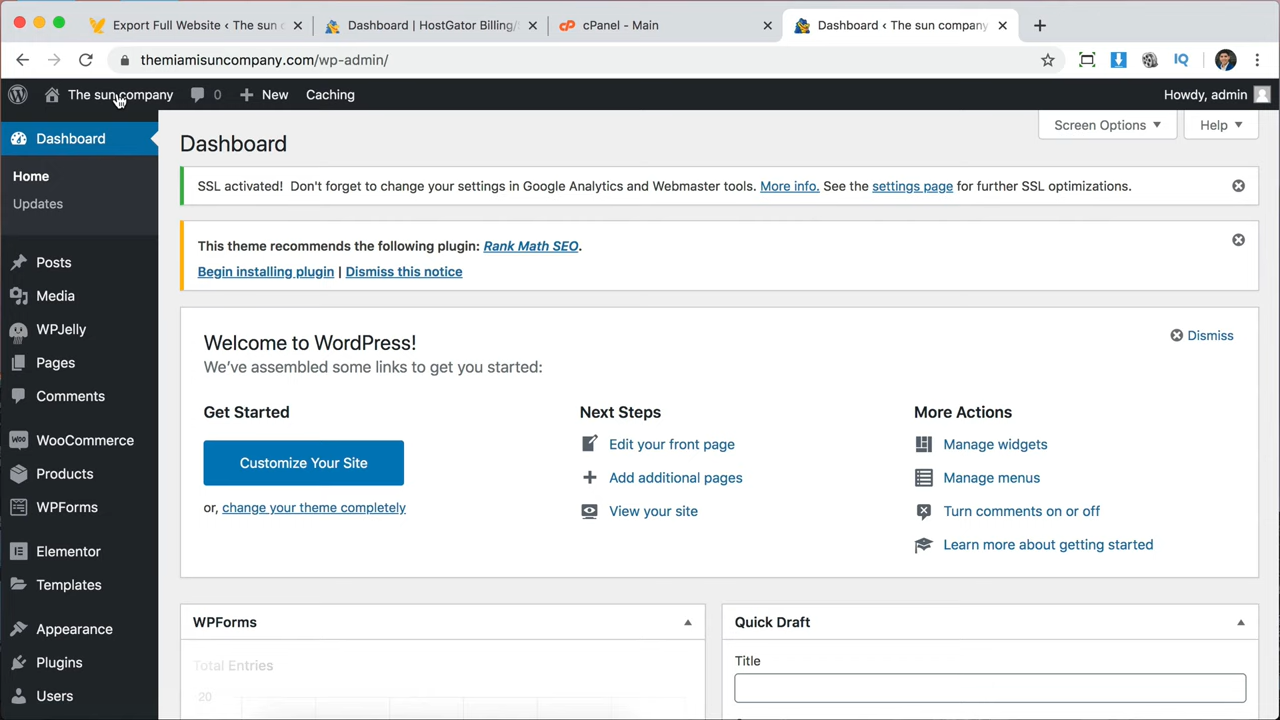 Export Full Website ‹ The sun c
Dashboard | HostGator Billing/
cPanel - Main
Dashboard ‹ The sun company
themiamisuncompany.com/wp-admin/
IQ
The sun company
0
New
Caching
Howdy, admin
Dashboard
Home
Updates
Posts
Media
WPJelly
Pages
Comments
WooCommerce
Products
WPForms
Elementor
Templates
Appearance
Plugins
Users
Screen Options
Help
Dashboard
SSL activated! Don't forget to change your settings in Google Analytics and Webmaster tools. More info. See the settings page for further SSL optimizations.
This theme recommends the following plugin: Rank Math SEO.
Begin installing plugin | Dismiss this notice
Welcome to WordPress!
Dismiss
We've assembled some links to get you started:
Get Started
Customize Your Site
or, change your theme completely
Next Steps
Edit your front page
Add additional pages
View your site
More Actions
Manage widgets
Manage menus
Turn comments on or off
Learn more about getting started
WPForms
Total Entries
20
Quick Draft
Title